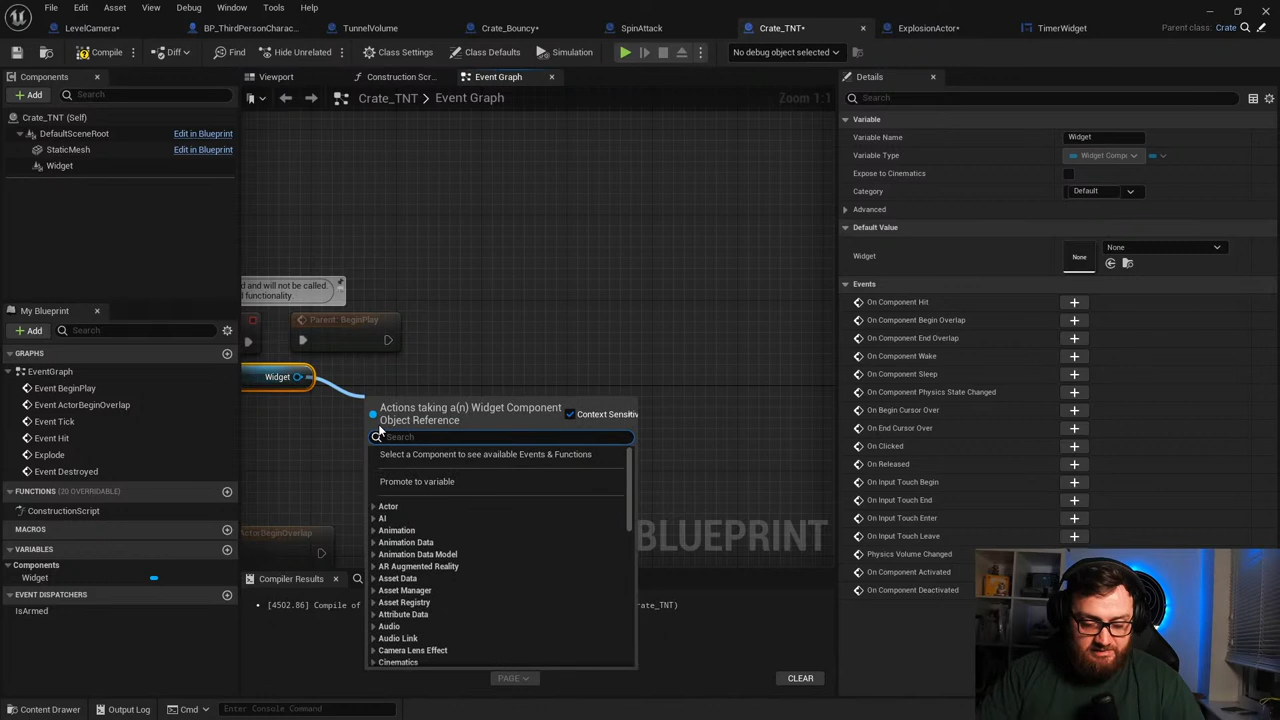 File Edit Asset View Debug Window Tools Help
LevelCamera• BP_ThirdPersonCharac... TunnelVolume Crate_Bouncy• SpinAttack Crate_TNT• ExplosionActor• TimerWidget Parent class: Crate
Compile Diff Find Hide Unrelated Class Settings Class Defaults Simulation No debug object selected
Components
Add Search
Crate_TNT (Self)
DefaultSceneRoot Edit in Blueprint
StaticMesh Edit in Blueprint
Widget
My Blueprint
Add Search
GRAPHS
EventGraph
Event BeginPlay
Event ActorBeginOverlap
Event Tick
Event Hit
Explode
Event Destroyed
FUNCTIONS (20 OVERRIDABLE)
ConstructionScript
MACROS
VARIABLES
Components
Widget
EVENT DISPATCHERS
IsArmed
Viewport Construction Scr... Event Graph
Crate_TNT > Event Graph Zoom 1:1
d and will not be called.
functionality.
Parent: BeginPlay
Widget
ActorBeginOverlap
BLUEPRINT
Actions taking a(n) Widget Component
Object Reference
Context Sensitiv
Search
Select a Component to see available Events & Functions
Promote to variable
Actor
AI
Animation
Animation Data
Animation Data Model
AR Augmented Reality
Asset Data
Asset Manager
Asset Registry
Attribute Data
Audio
Audio Link
Camera Lens Effect
Cinematics
Compiler Results
[4502.86] Compile of
Crate_TNT)
PAGE
CLEAR
Details
Search
Variable
Variable Name Widget
Variable Type Widget Comp
Expose to Cinematics
Category Default
Advanced
Default Value
Widget None None
Events
On Component Hit
On Component Begin Overlap
On Component End Overlap
On Component Wake
On Component Sleep
On Component Physics State Changed
On Begin Cursor Over
On End Cursor Over
On Clicked
On Released
On Input Touch Begin
On Input Touch End
On Input Touch Enter
On Input Touch Leave
Physics Volume Changed
On Component Activated
On Component Deactivated
Content Drawer Output Log Cmd Enter Console Command